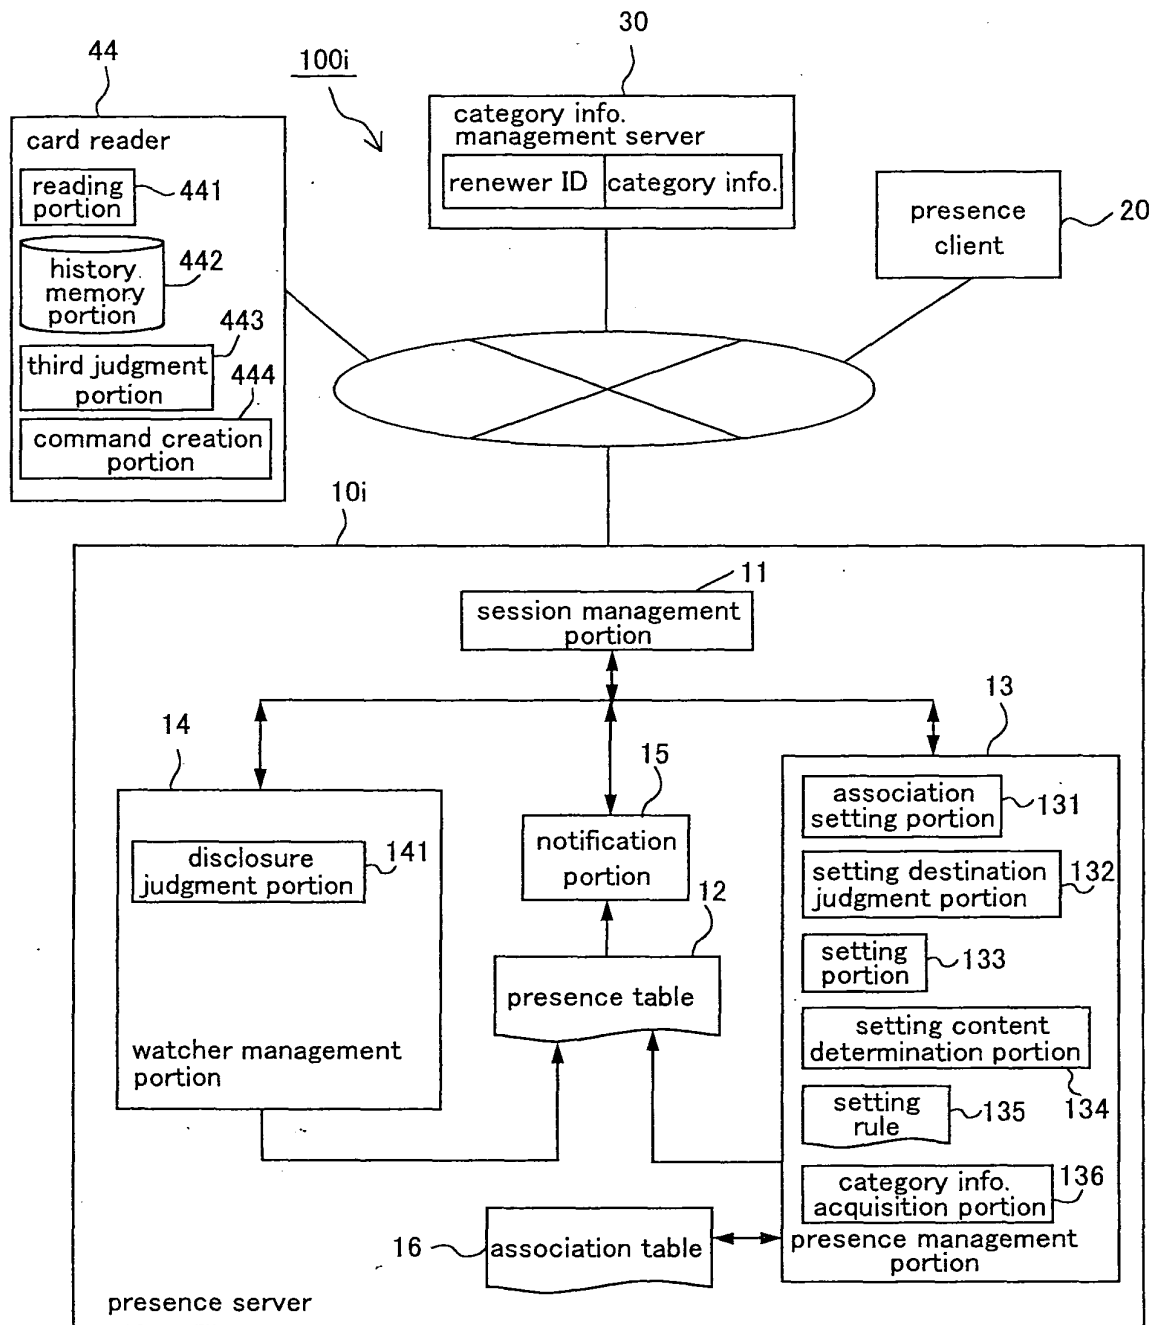 44
100i
30
card reader
reading
portion
441
history
memory
portion
442
443
third judgment
portion
444
command creation
portion
category info.
management server
renewer ID
category info.
presence
client
20
10i
11
session management
portion
14
disclosure
judgment portion
141
watcher management
portion
15
notification
portion
12
presence table
13
association
setting portion
131
setting destination
judgment portion
132
setting
portion
133
setting content
determination portion
134
setting
rule
135
category info.
acquisition portion
136
presence management
portion
16
association table
presence server